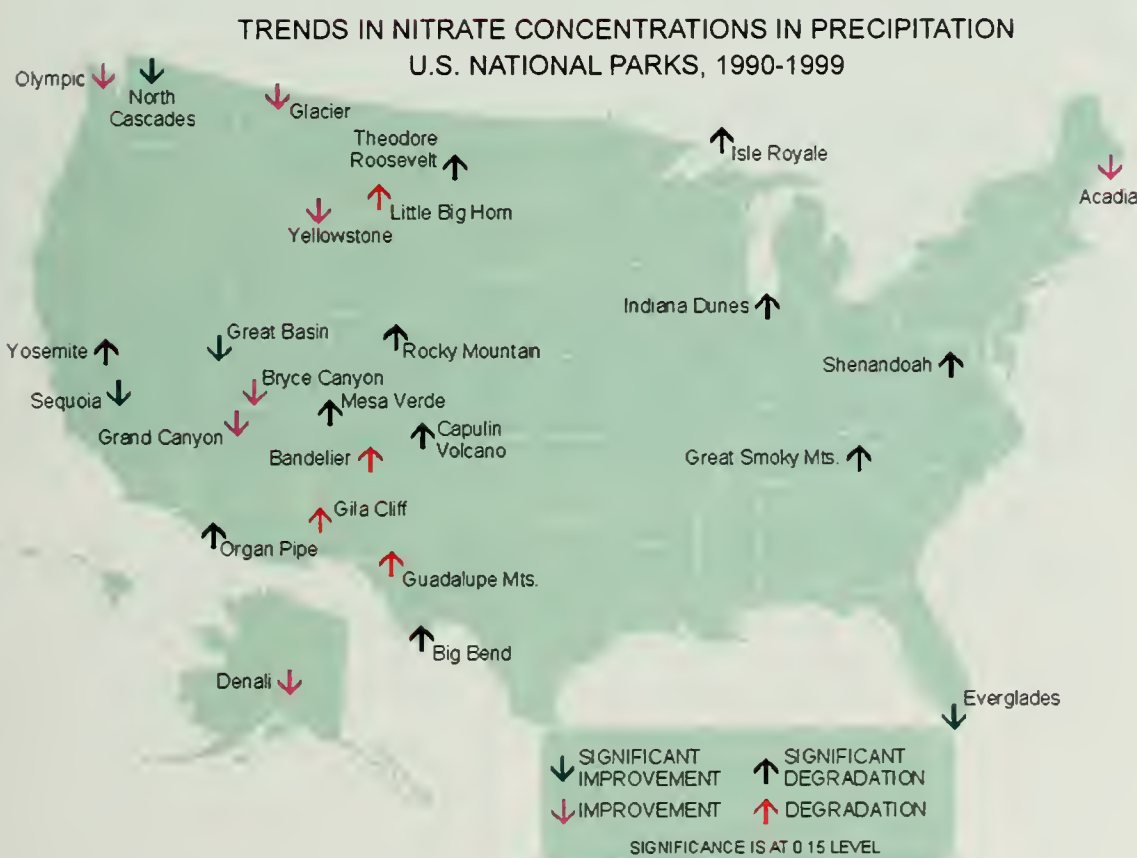 TRENDS IN NITRATE CONCENTRATIONS IN PRECIPITATION
U.S. NATIONAL PARKS, 1990-1999
Olympic
North
Cascades
Glacier
Theodore
Roosevelt
Isle Royale
Acadia
Little Big Horn
Yellowstone
Indiana Dunes
Great Basin
Yosemite
Rocky Mountain
Shenandoah
Bryce Canyon
Sequoia
Mesa Verde
Grand Canyon
Capulin
Volcano
Bandelier
Great Smoky Mts.
Gila Cliff
Organ Pipe
Guadalupe Mts.
Big Bend
Denali
Everglades
SIGNIFICANT
IMPROVEMENT
SIGNIFICANT
DEGRADATION
IMPROVEMENT
DEGRADATION
SIGNIFICANCE IS AT 0 15 LEVEL